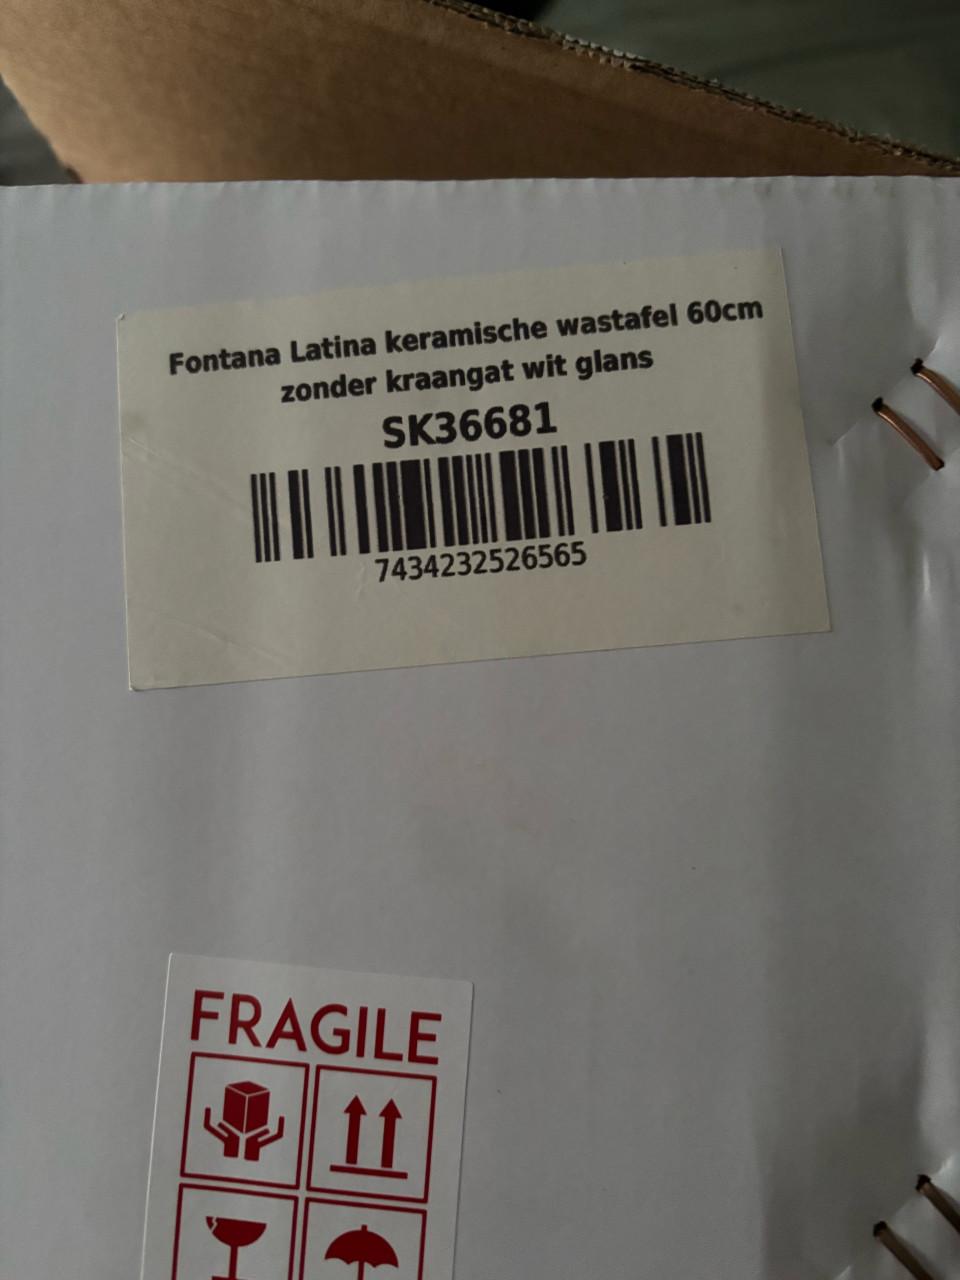 Fontana Latina keramische wastafel 60cm
zonder kraangat wit glans
SK36681
7434232526565
FRAGILE